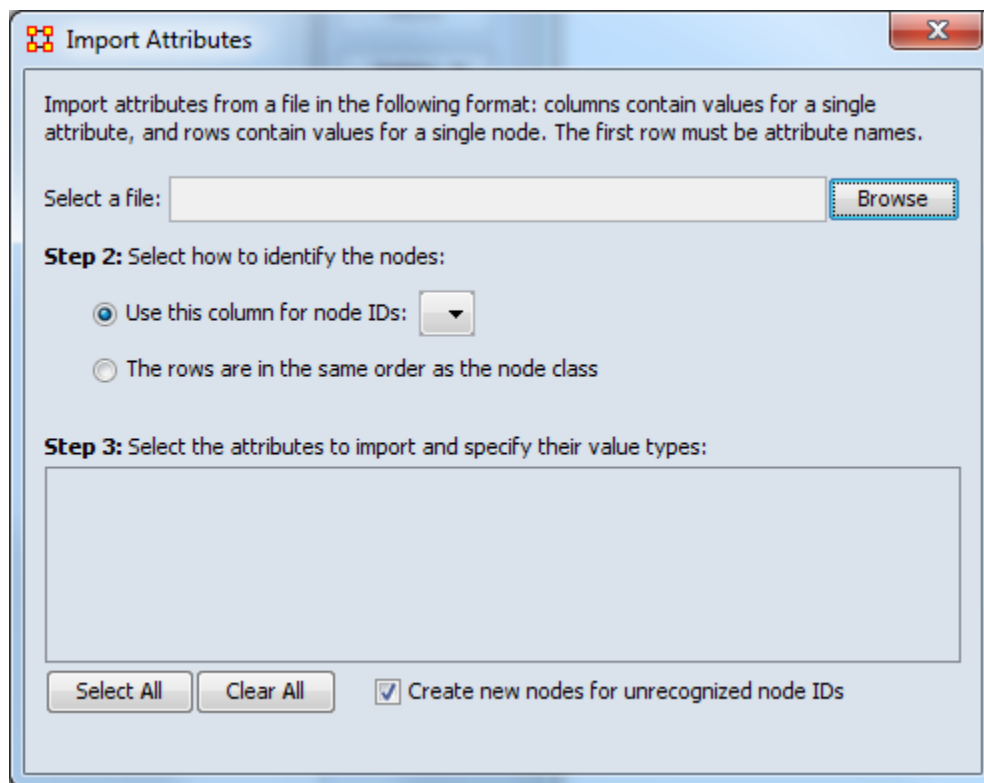 Import Attributes
X
Import attributes from a file in the following format: columns contain values for a single
attribute, and rows contain values for a single node. The first row must be attribute names.
Select a file: Browse
Step 2: Select how to identify the nodes:
Use this column for node IDs:
The rows are in the same order as the node class
Step 3: Select the attributes to import and specify their value types:
Select All Clear All Create new nodes for unrecognized node IDs